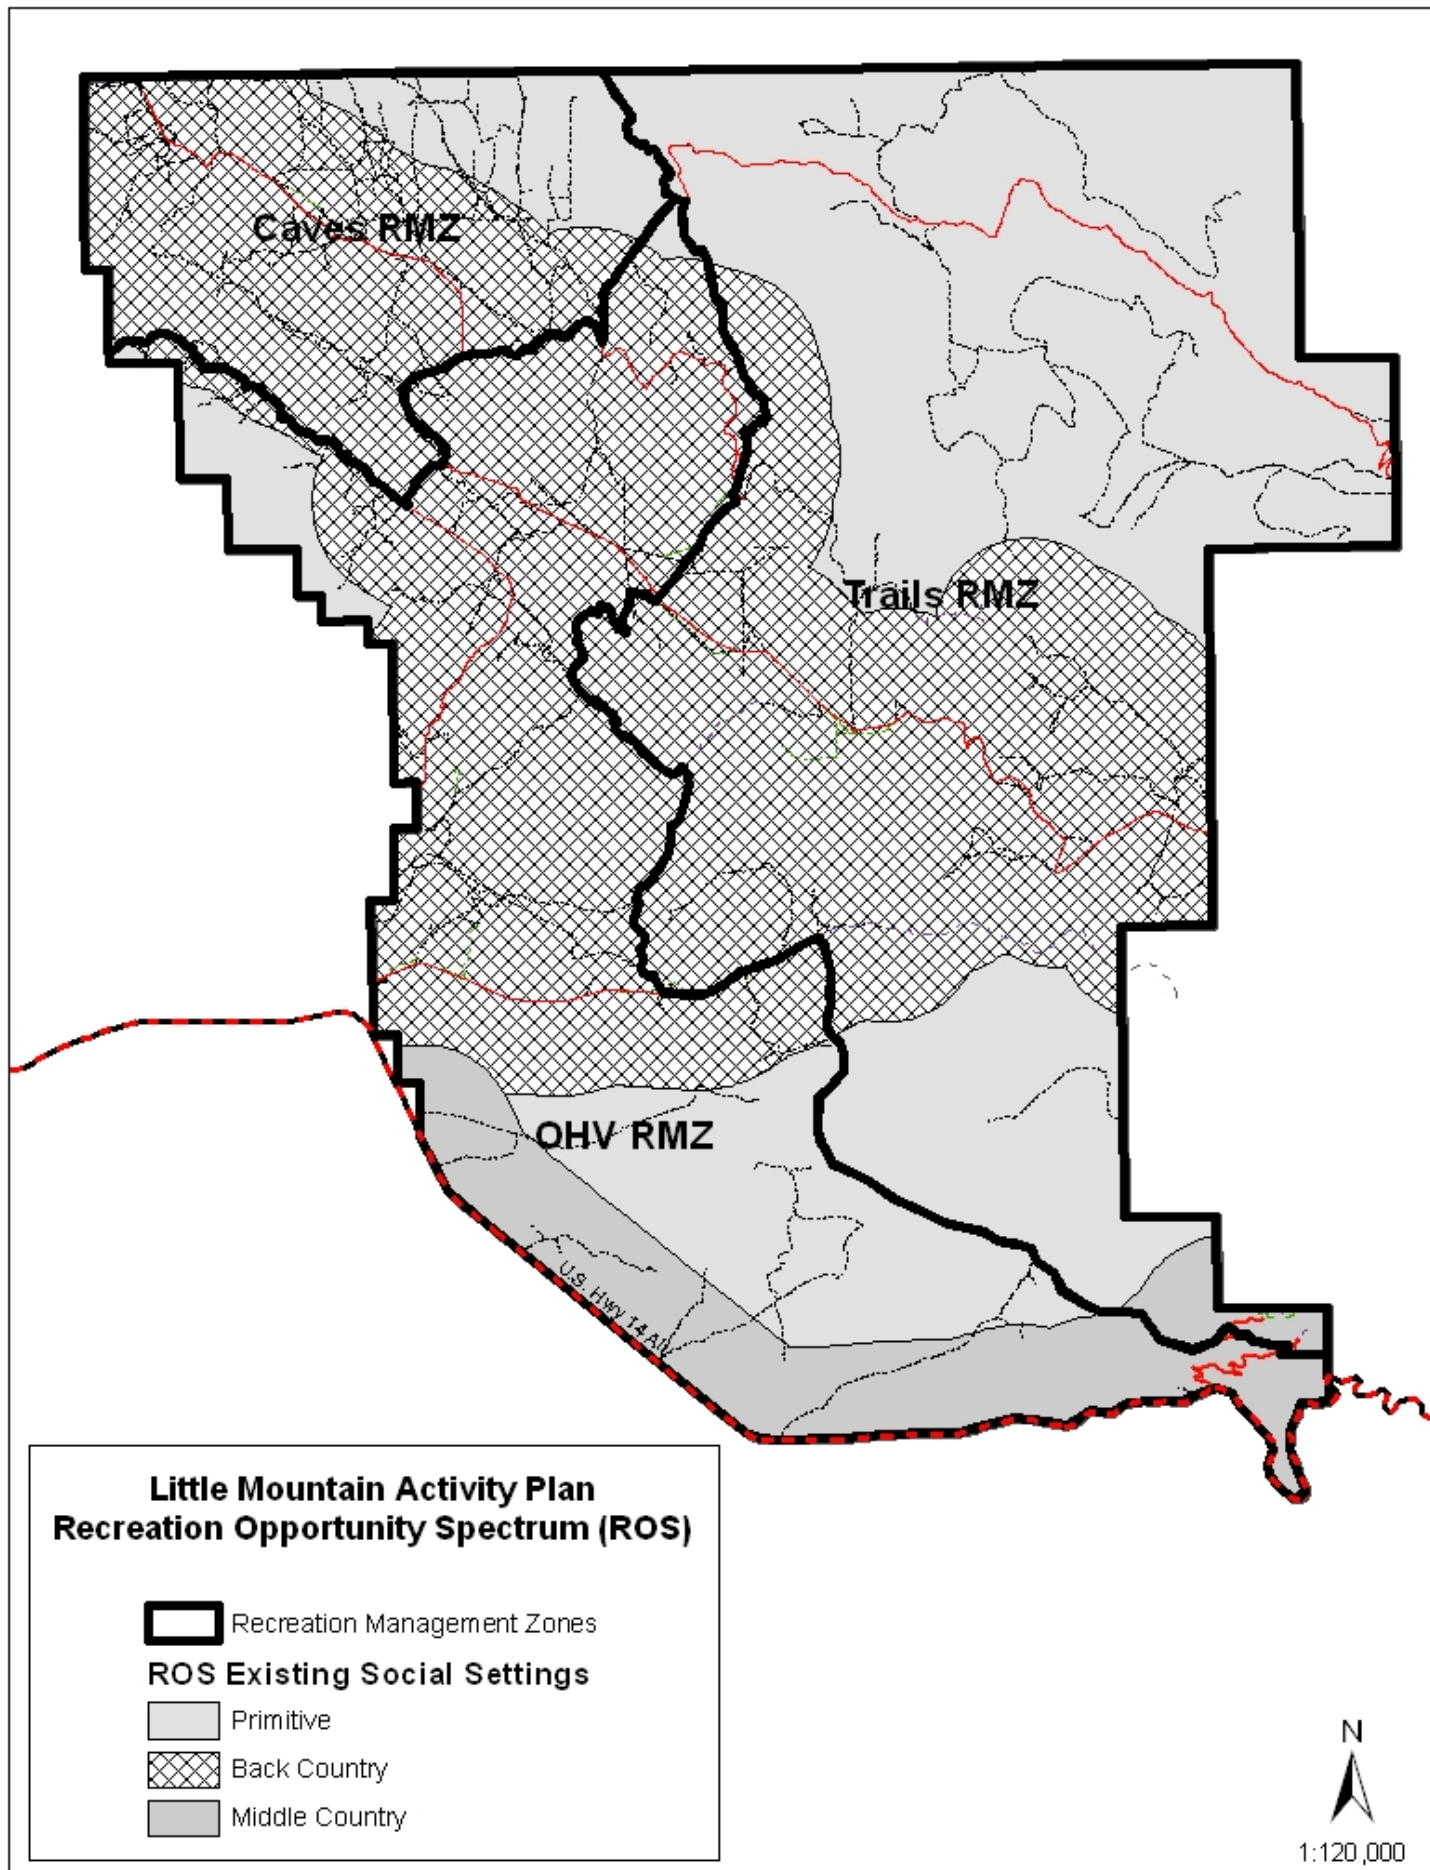 Caves RMZ
Trails RMZ
OHV RMZ
U.S. Hwy 14 Alt
Little Mountain Activity Plan
Recreation Opportunity Spectrum (ROS)
Recreation Management Zones
ROS Existing Social Settings
Primitive
Back Country
Middle Country
N
1:120,000